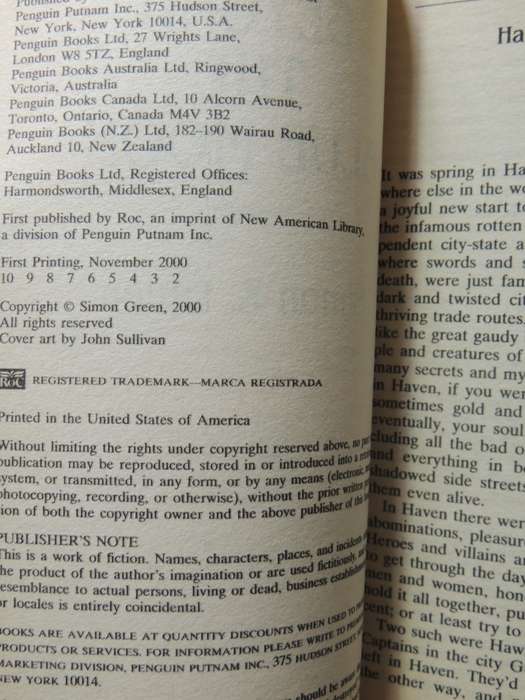 Published by
Penguin Putnam Inc., 375 Hudson Street,
New York, New York 10014, U.S.A.
Penguin Books Ltd, 27 Wrights Lane,
London W8 5TZ, England
Penguin Books Australia Ltd, Ringwood,
Victoria, Australia
Penguin Books Canada Ltd, 10 Alcorn Avenue,
Toronto, Ontario, Canada M4V 3B2
Penguin Books (N.Z.) Ltd, 182–190 Wairau Road,
Auckland 10, New Zealand
Penguin Books Ltd, Registered Offices:
Harmondsworth, Middlesex, England
First published by Roc, an imprint of New American Library,
a division of Penguin Putnam Inc.
First Printing, November 2000
10 9 8 7 6 5 4 3 2
Copyright © Simon Green, 2000
All rights reserved
Cover art by John Sullivan
ROC REGISTERED TRADEMARK—MARCA REGISTRADA
Printed in the United States of America
Without limiting the rights under copyright reserved above, no
publication may be reproduced, stored in or introduced into a
system, or transmitted, in any form, or by any means (electronic,
photocopying, recording, or otherwise), without the prior written
ion of both the copyright owner and the above publisher of
PUBLISHER'S NOTE
This is a work of fiction. Names, characters, places, and incidents
the product of the author's imagination or are used fictitiously, and
resemblance to actual persons, living or dead, business
or locales is entirely coincidental.
BOOKS ARE AVAILABLE AT QUANTITY DISCOUNTS WHEN USED TO
PRODUCTS OR SERVICES. FOR INFORMATION PLEASE WRITE TO
MARKETING DIVISION, PENGUIN PUTNAM INC., 375 HUDSON STREET
NEW YORK 10014.
should be
Ha
It was spring in Ha
where else in the wo
a joyful new start to
the infamous rotten
pendent city-state a
where swords and s
death, were just fam
dark and twisted cit
thriving trade routes,
like the great gaudy
ple and creatures of
many secrets and my
in Haven, if you wer
sometimes gold and
eventually, your soul
cluding all the bad o
and everything in be
shadowed side streets
them even alive.
In Haven there wer
abominations, pleasur
Heroes and villains a
to get through the day
men and women, hon
hold it all together, pu
cent; or at least try to
Two such were Haw
Captains in the city G
left in Haven. They'd
the other way, and